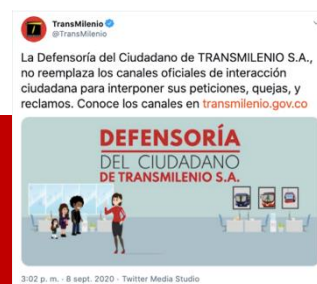 TransMilenio
@TransMilenio
La Defensoría del Ciudadano de TRANSMILENIO S.A.,
no reemplaza los canales oficiales de interacción
ciudadana para interponer sus peticiones, quejas, y
reclamos. Conoce los canales en transmilenio.gov.co
DEFENSORÍA
DEL CIUDADANO
DE TRANSMILENIO S.A.
3:02 p. m. · 8 sept. 2020 · Twitter Media Studio